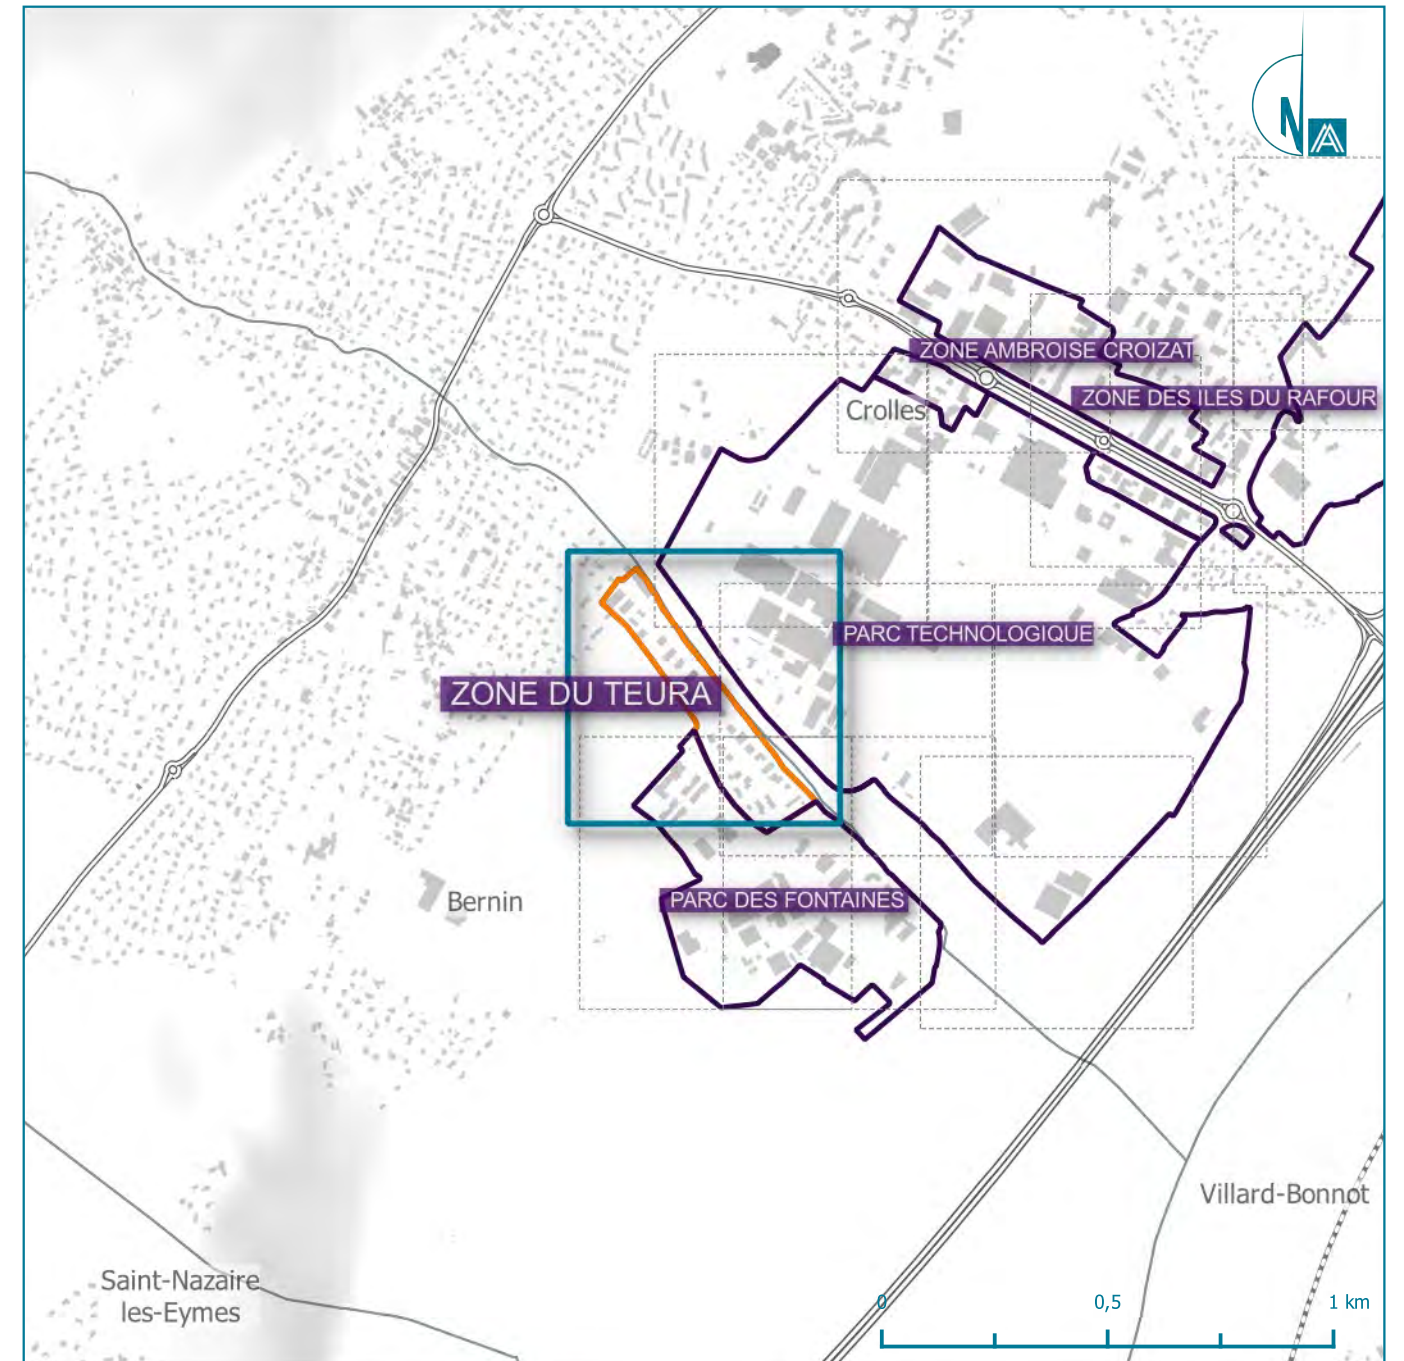 N
ZONE AMBROISE CROIZAT
ZONE DES ILES DU RAFOUR
Crolles
PARC TECHNOLOGIQUE
ZONE DU TEURA
PARC DES FONTAINES
Bernin
Villard-Bonnot
Saint-Nazaire
les-Eymes
0 0,5 1 km